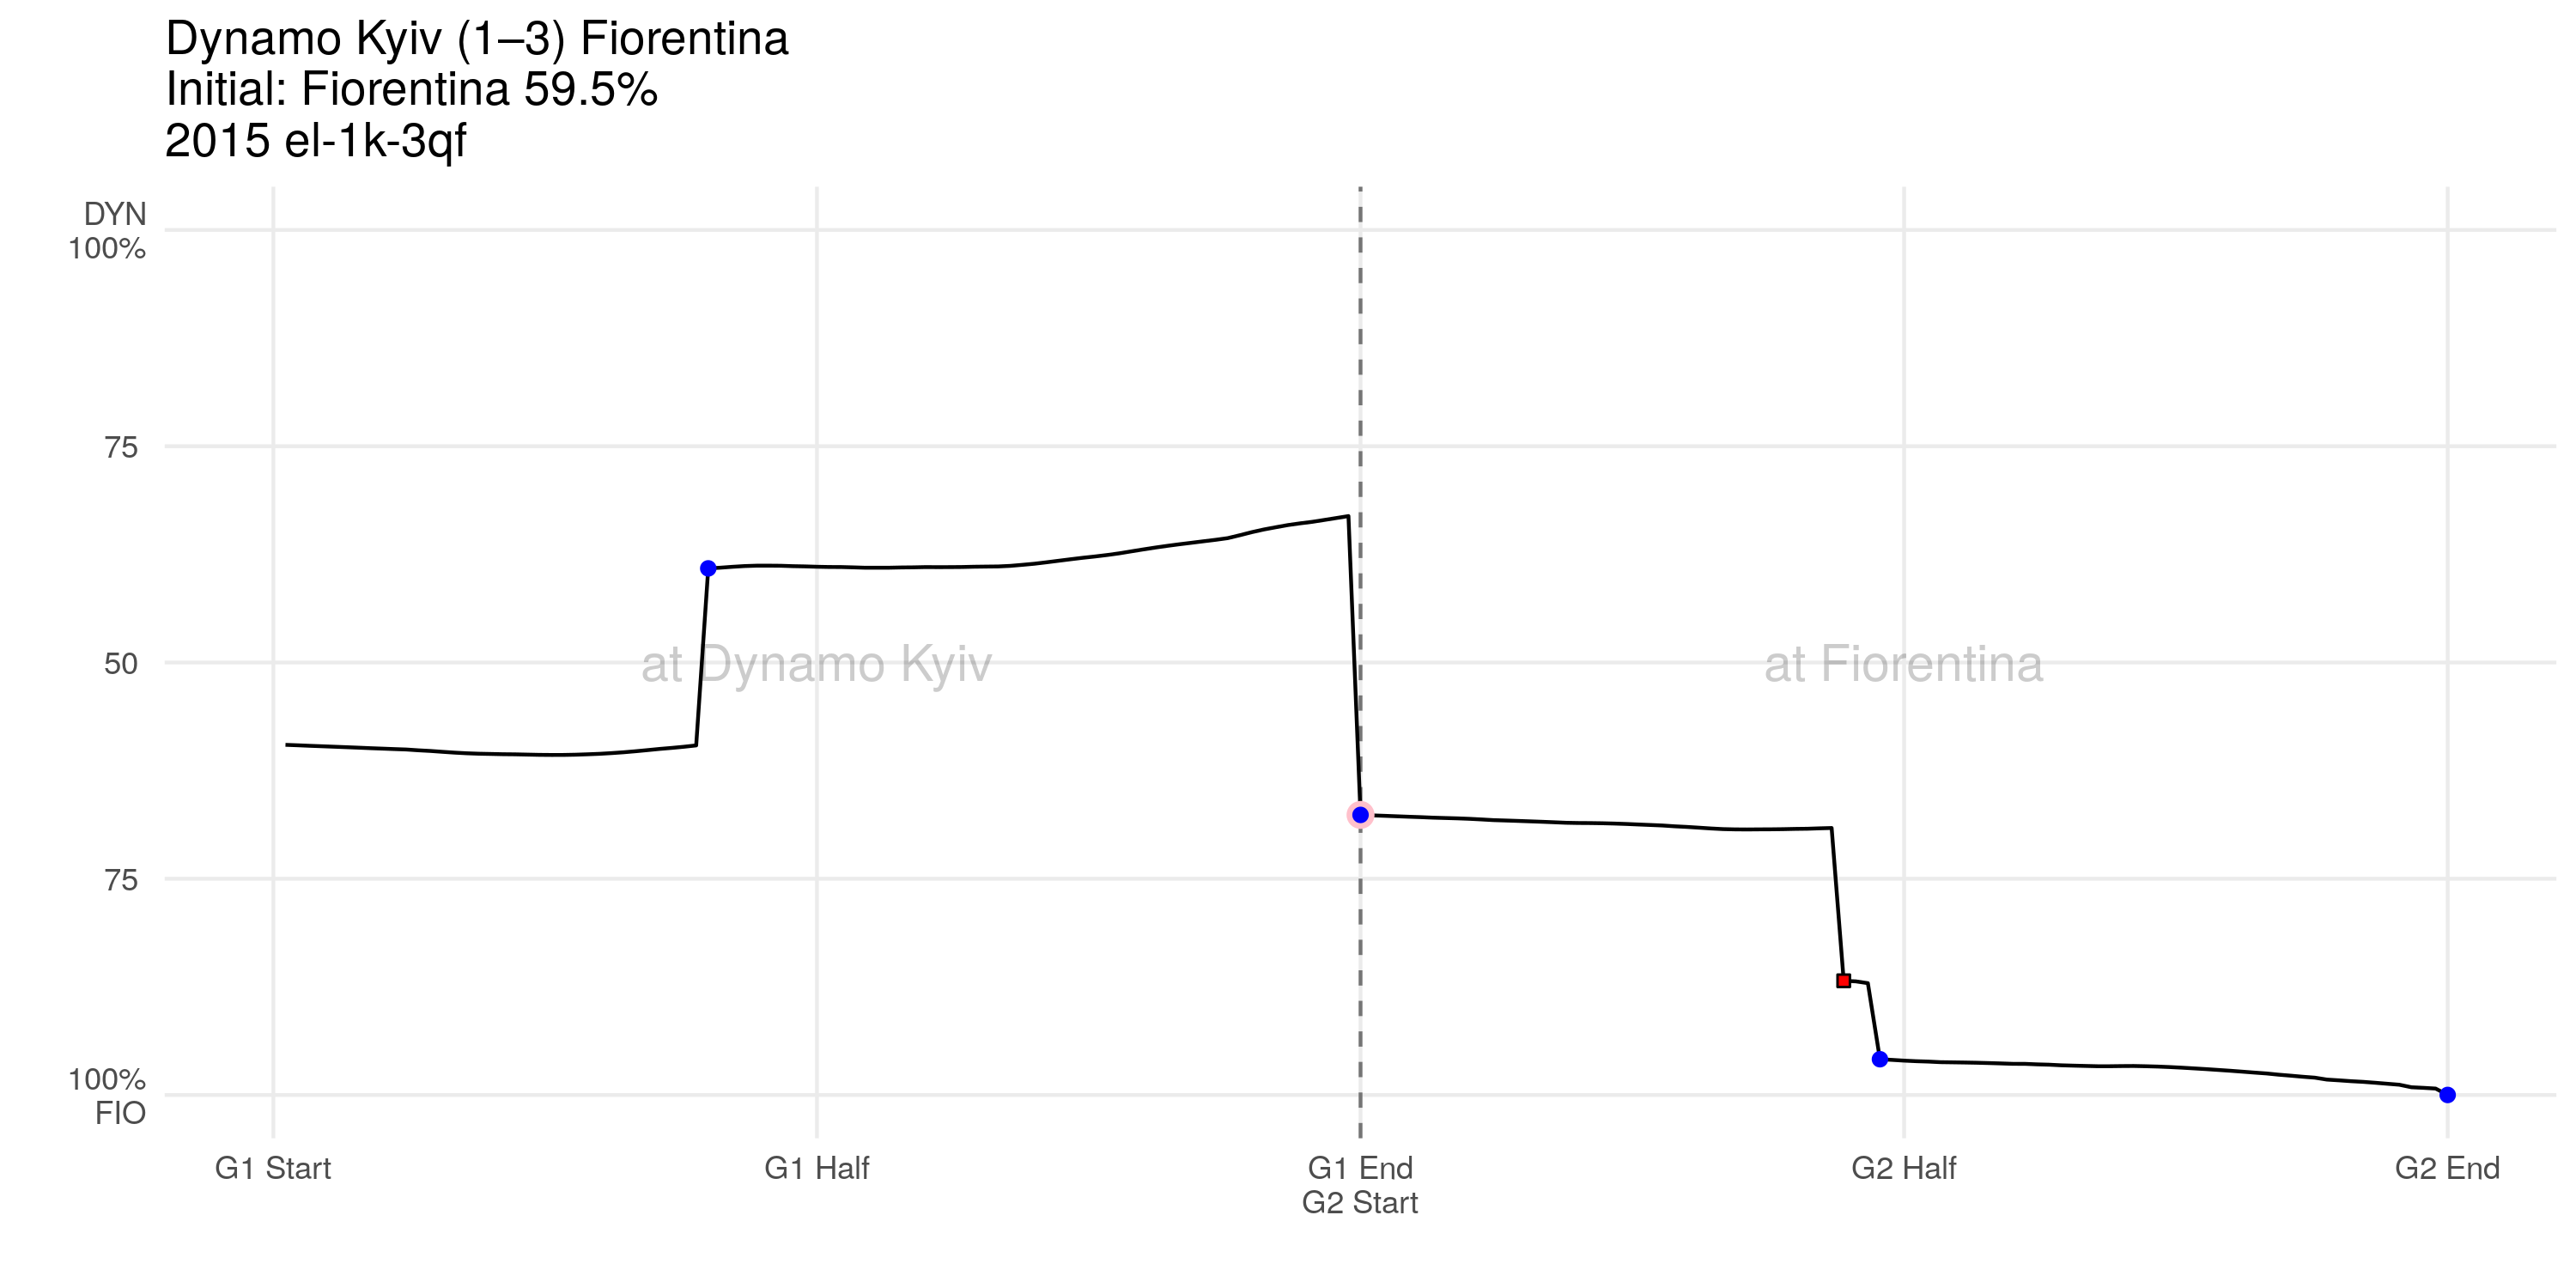 Dynamo Kyiv (1–3) Fiorentina
Initial: Fiorentina 59.5%
2015 el-1k-3qf
DYN
100%
75
50
75
100%
FIO
at Dynamo Kyiv
at Fiorentina
G1 Start
G1 Half
G1 End
G2 Start
G2 Half
G2 End